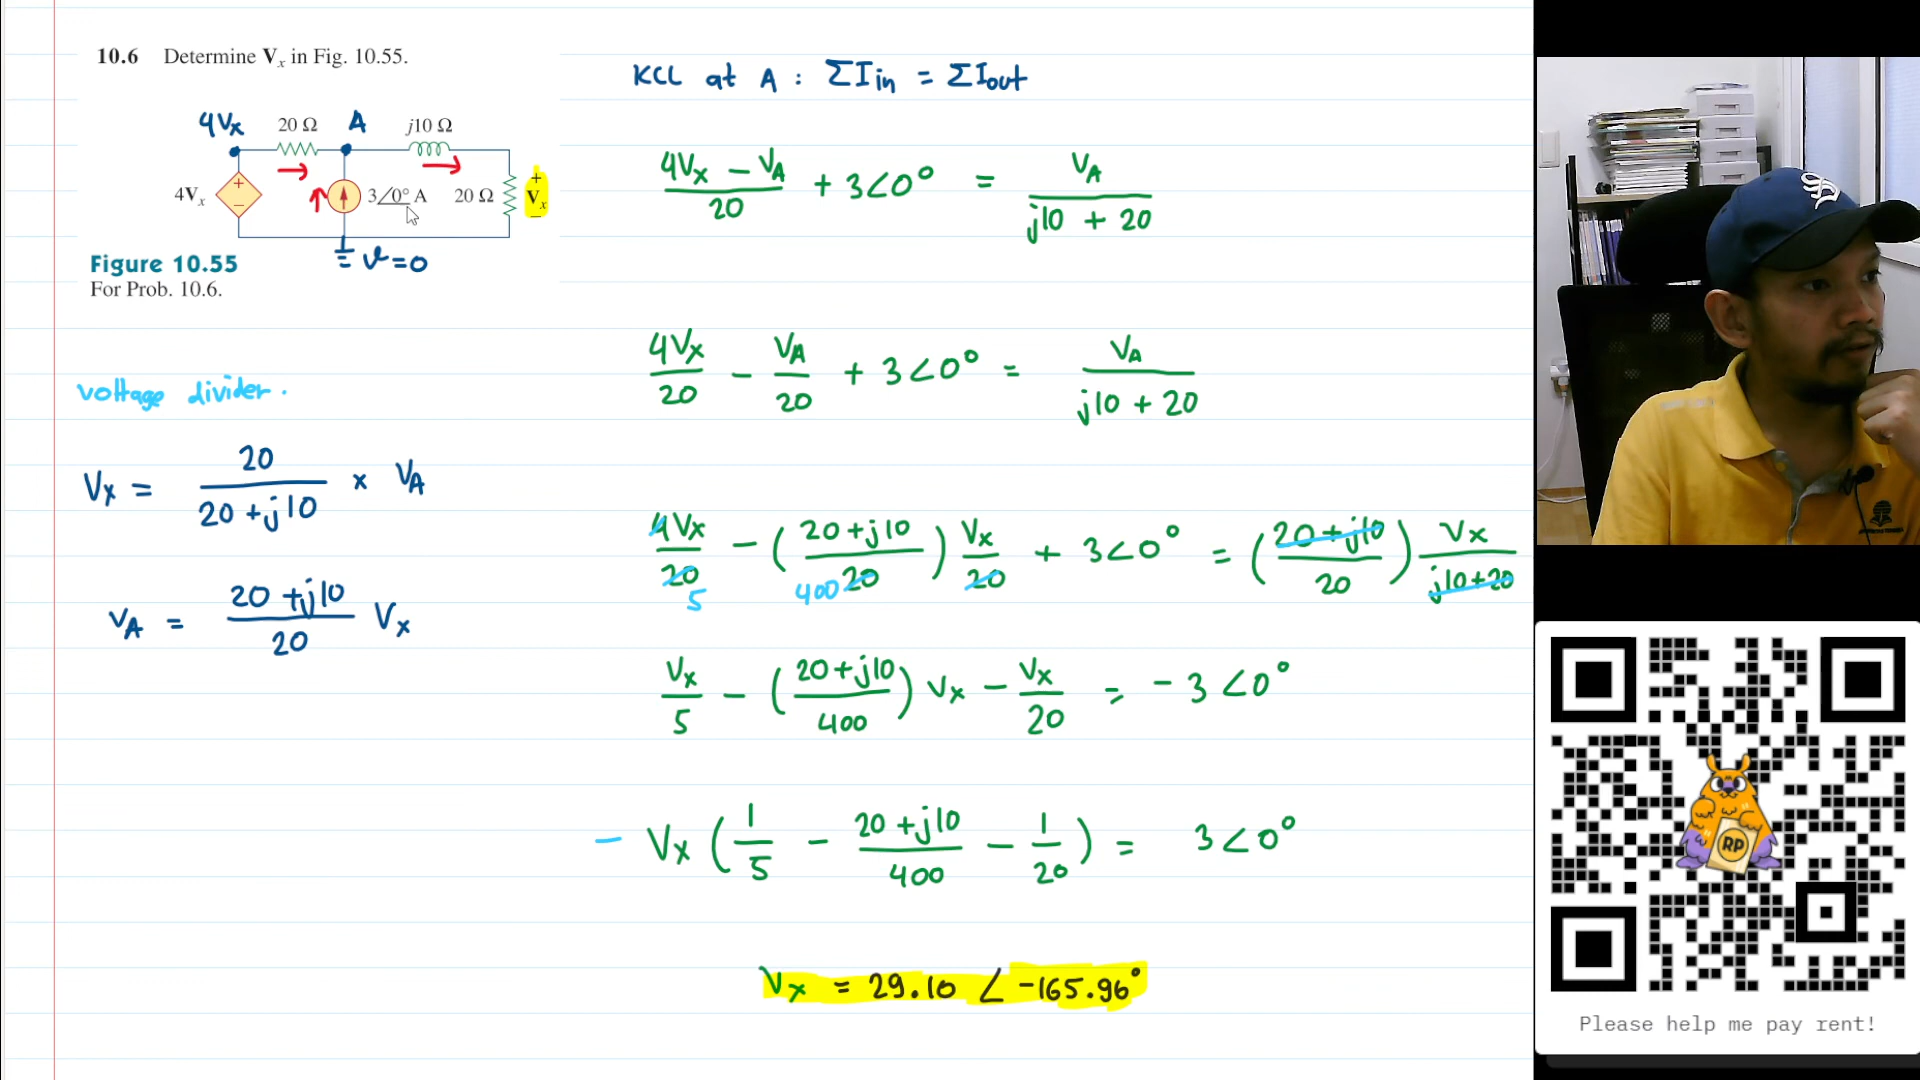 10.6 Determine Vx in Fig. 10.55.
4Vx 20 Ω A j10 Ω
4Vx + − 3∠0° A 20 Ω + Vx −
v=0
Figure 10.55
For Prob. 10.6.
voltage divider.
Vx = 20/(20+j10) × VA
VA = (20+j10)/20 Vx
KCL at A : ΣIin = ΣIout
(4Vx − VA)/20 + 3∠0° = VA/(j10 + 20)
4Vx/20 − VA/20 + 3∠0° = VA/(j10 + 20)
4Vx/20 5 − ((20+j10)/400 20) Vx/20 + 3∠0° = ((20+j10)/20) Vx/(j10+20)
Vx/5 − ((20+j10)/400) Vx − Vx/20 = −3∠0°
− Vx (1/5 − (20+j10)/400 − 1/20) = 3∠0°
Vx = 29.10 ∠ −165.96°
RP
Please help me pay rent!